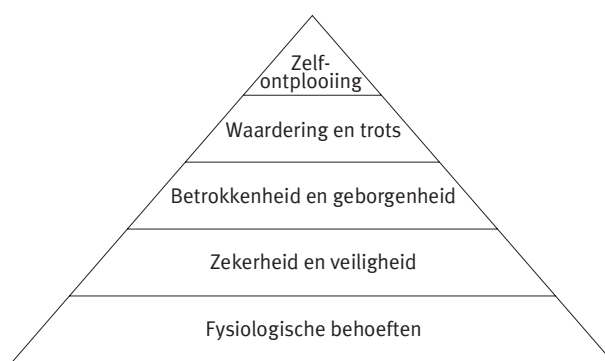 Zelf-
ontplooiing
Waardering en trots
Betrokkenheid en geborgenheid
Zekerheid en veiligheid
Fysiologische behoeften